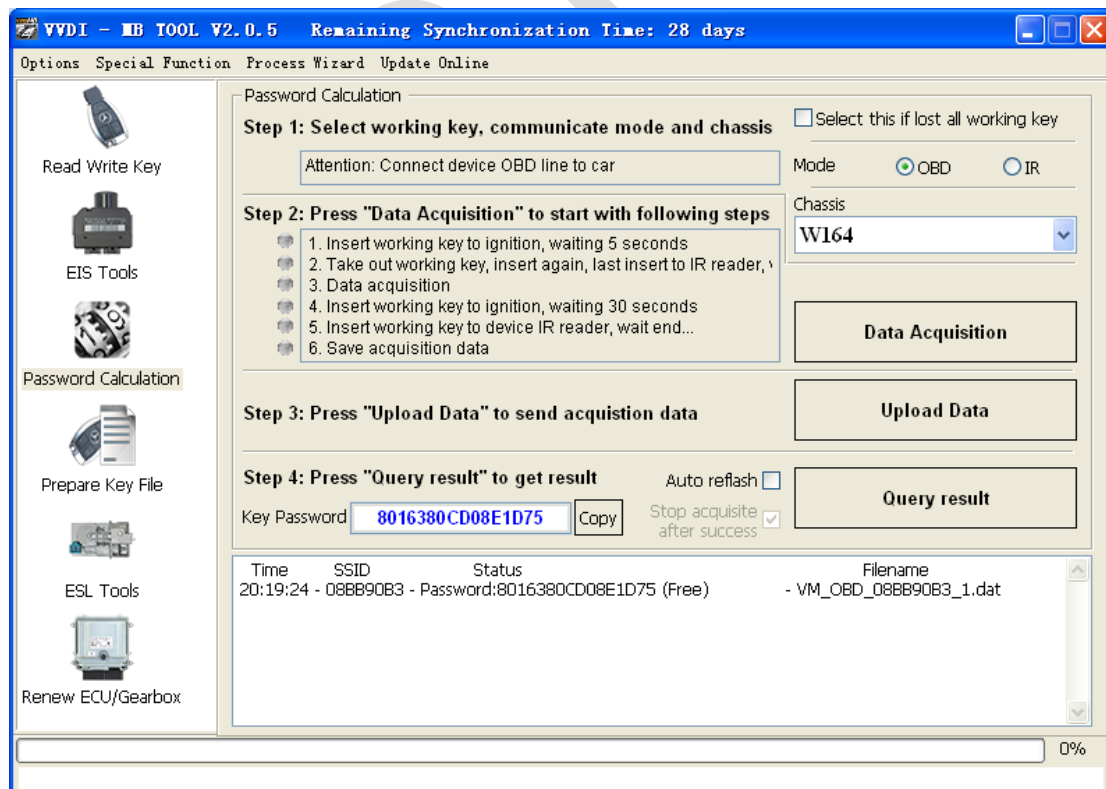 VVDI - MB TOOL V2.0.5 Remaining Synchronization Time: 28 days
Options Special Function Process Wizard Update Online
Read Write Key
EIS Tools
Password Calculation
Prepare Key File
ESL Tools
Renew ECU/Gearbox
Password Calculation
Step 1: Select working key, communicate mode and chassis
Select this if lost all working key
Attention: Connect device OBD line to car
Mode OBD IR
Chassis
W164
Step 2: Press "Data Acquisition" to start with following steps
1. Insert working key to ignition, waiting 5 seconds
2. Take out working key, insert again, last insert to IR reader,
3. Data acquisition
4. Insert working key to ignition, waiting 30 seconds
5. Insert working key to device IR reader, wait end...
6. Save acquisition data
Data Acquisition
Step 3: Press "Upload Data" to send acquistion data
Upload Data
Step 4: Press "Query result" to get result
Auto reflash
Key Password 8016380CD08E1D75 Copy
Stop acquisite
after success
Query result
Time SSID Status Filename
20:19:24 - 08BB90B3 - Password:8016380CD08E1D75 (Free) - VM_OBD_08BB90B3_1.dat
0%